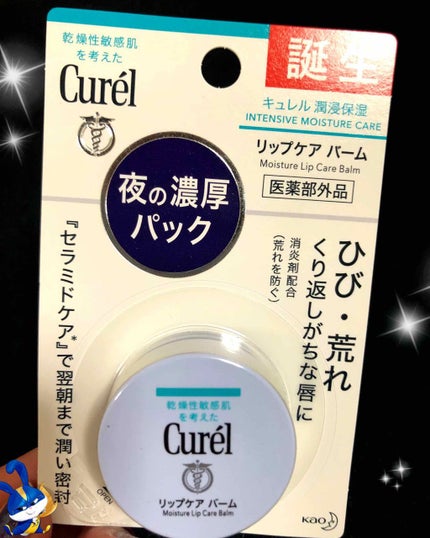 乾燥性敏感肌
を考えた
Curél
誕生
キュレル 潤浸保湿
INTENSIVE MOISTURE CARE
リップケア バーム
Moisture Lip Care Balm
医薬部外品
夜の濃厚
パック
ひび・荒れ
くり返しがちな唇に
消炎剤配合
(荒れを防ぐ)
『セラミドケア』*で翌朝まで潤い密封
乾燥性敏感肌
を考えた
Curél
リップケア バーム
Moisture Lip Care Balm
OPEN
Kao